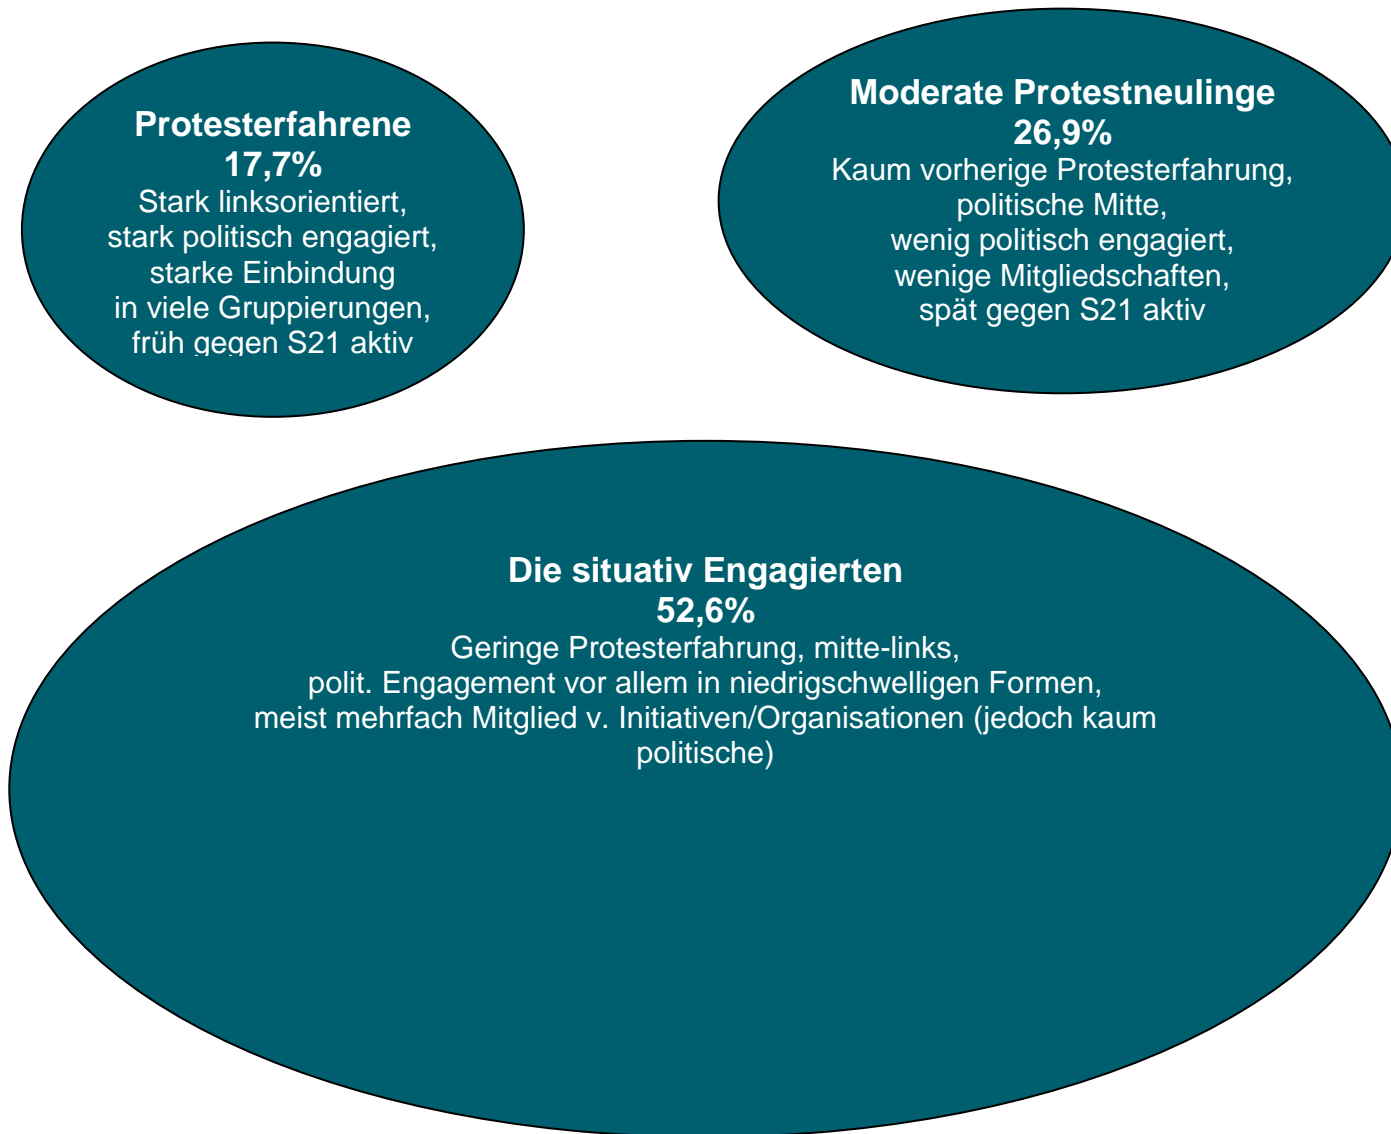 Protesterfahrene
17,7%
Stark linksorientiert,
stark politisch engagiert,
starke Einbindung
in viele Gruppierungen,
früh gegen S21 aktiv
Moderate Protestneulinge
26,9%
Kaum vorherige Protesterfahrung,
politische Mitte,
wenig politisch engagiert,
wenige Mitgliedschaften,
spät gegen S21 aktiv
Die situativ Engagierten
52,6%
Geringe Protesterfahrung, mitte-links,
polit. Engagement vor allem in niedrigschwelligen Formen,
meist mehrfach Mitglied v. Initiativen/Organisationen (jedoch kaum
politische)